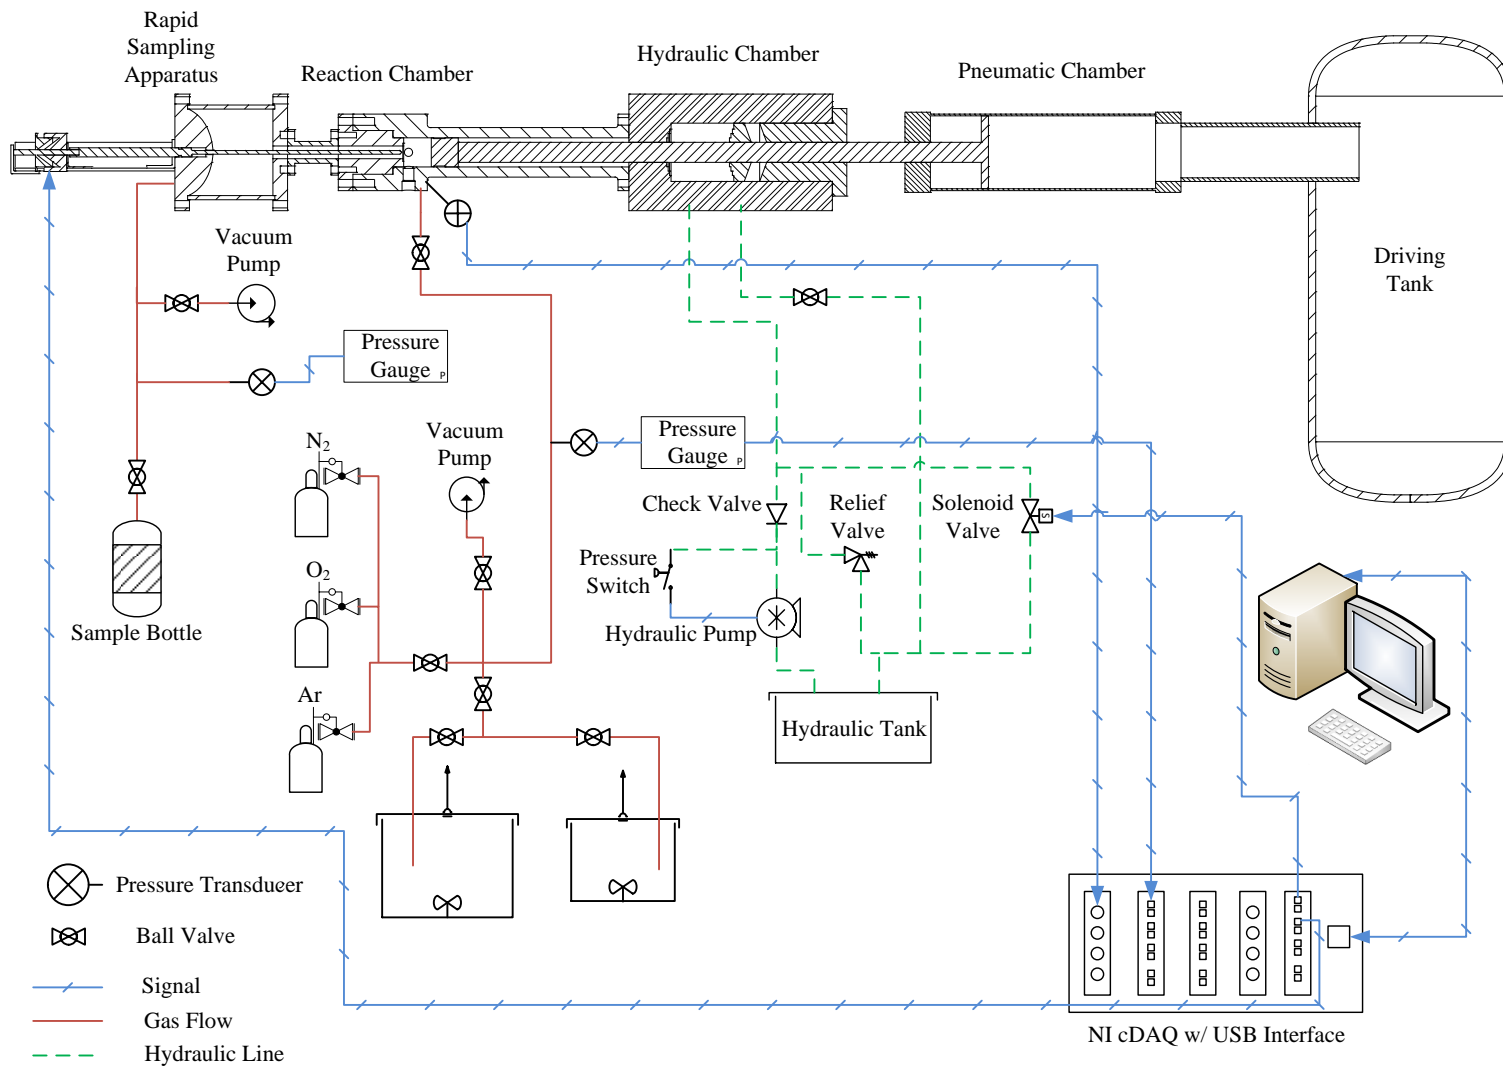 Rapid
Sampling
Apparatus
Reaction Chamber
Hydraulic Chamber
Pneumatic Chamber
Vacuum
Pump
Driving
Tank
Pressure
Gauge P
N2
Vacuum
Pump
Pressure
Gauge P
Check Valve
Relief
Valve
Solenoid
Valve
S
Pressure
Switch
O2
Sample Bottle
Hydraulic Pump
Ar
Hydraulic Tank
Pressure Transducer
Ball Valve
Signal
Gas Flow
Hydraulic Line
NI cDAQ w/ USB Interface